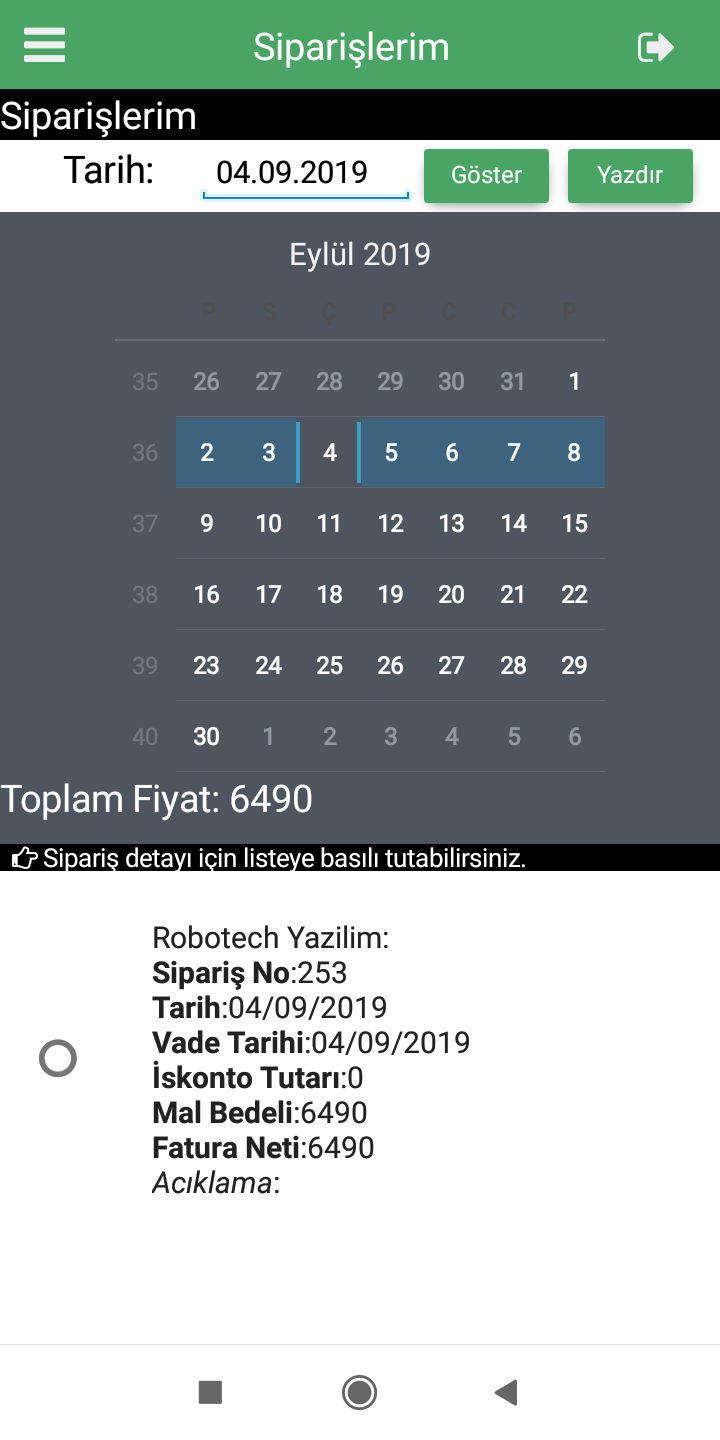 Siparişlerim
Siparişlerim
Tarih: 04.09.2019 Göster Yazdır
Eylül 2019
P S Ç P C C P
35 26 27 28 29 30 31 1
36 2 3 4 5 6 7 8
37 9 10 11 12 13 14 15
38 16 17 18 19 20 21 22
39 23 24 25 26 27 28 29
40 30 1 2 3 4 5 6
Toplam Fiyat: 6490
Sipariş detayı için listeye basılı tutabilirsiniz.
Robotech Yazilim:
Sipariş No:253
Tarih:04/09/2019
Vade Tarihi:04/09/2019
İskonto Tutarı:0
Mal Bedeli:6490
Fatura Neti:6490
Acıklama: